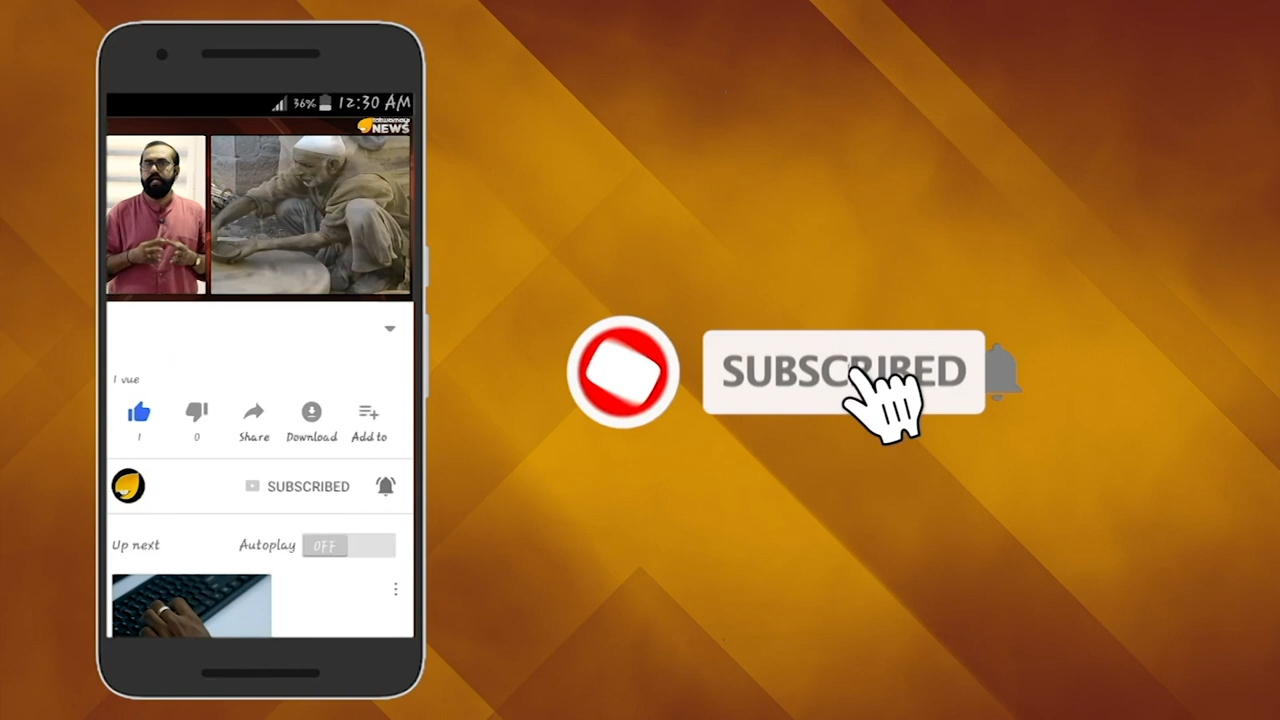 36% 12:30 AM
tatwamayi
NEWS
1 vue
1
0
Share
Download
Add to
SUBSCRIBED
Up next
Autoplay
OFF
SUBSCRIBED